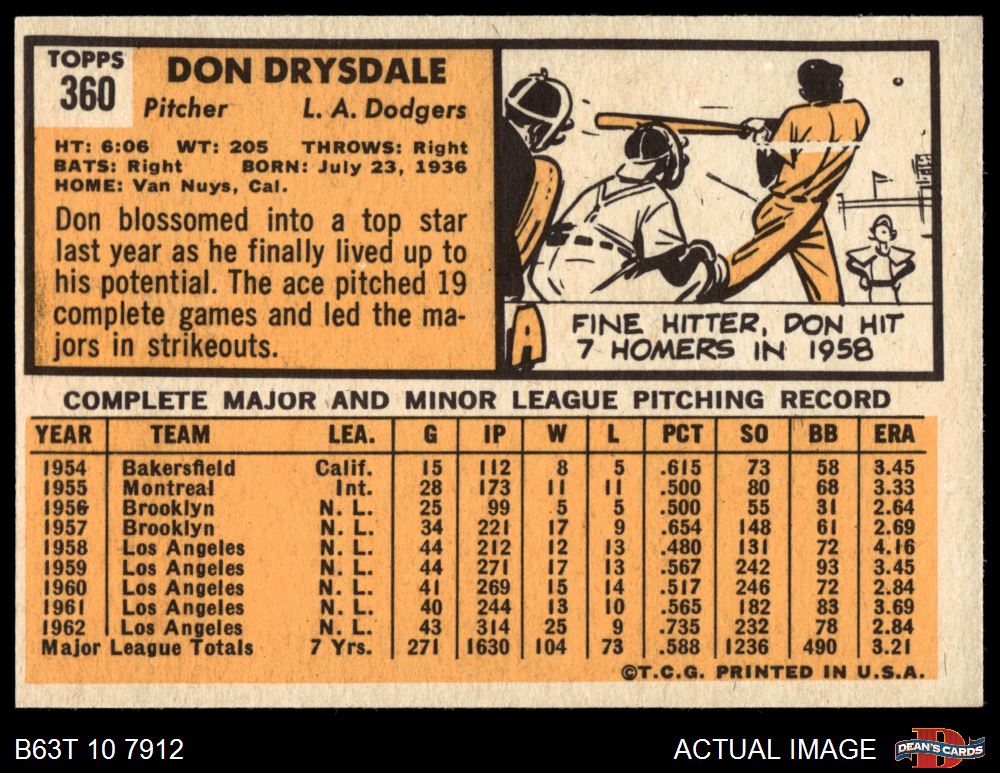 TOPPS
360
DON DRYSDALE
Pitcher L. A. Dodgers
HT: 6:06 WT: 205 THROWS: Right
BATS: Right BORN: July 23, 1936
HOME: Van Nuys, Cal.
Don blossomed into a top star
last year as he finally lived up to
his potential. The ace pitched 19
complete games and led the ma-
jors in strikeouts.
FINE HITTER, DON HIT
7 HOMERS IN 1958
COMPLETE MAJOR AND MINOR LEAGUE PITCHING RECORD
YEAR TEAM LEA. G IP W L PCT SO BB ERA
1954 Bakersfield Calif. 15 112 8 5 .615 73 58 3.45
1955 Montreal Int. 28 173 11 11 .500 80 68 3.33
1956 Brooklyn N. L. 25 99 5 5 .500 55 31 2.64
1957 Brooklyn N. L. 34 221 17 9 .654 148 61 2.69
1958 Los Angeles N. L. 44 212 12 13 .480 131 72 4.16
1959 Los Angeles N. L. 44 271 17 13 .567 242 93 3.45
1960 Los Angeles N. L. 41 269 15 14 .517 246 72 2.84
1961 Los Angeles N. L. 40 244 13 10 .565 182 83 3.69
1962 Los Angeles N. L. 43 314 25 9 .735 232 78 2.84
Major League Totals 7 Yrs. 271 1630 104 73 .588 1236 490 3.21
©T.C.G. PRINTED IN U.S.A.
B63T 10 7912 ACTUAL IMAGE
D
DEAN'S CARDS